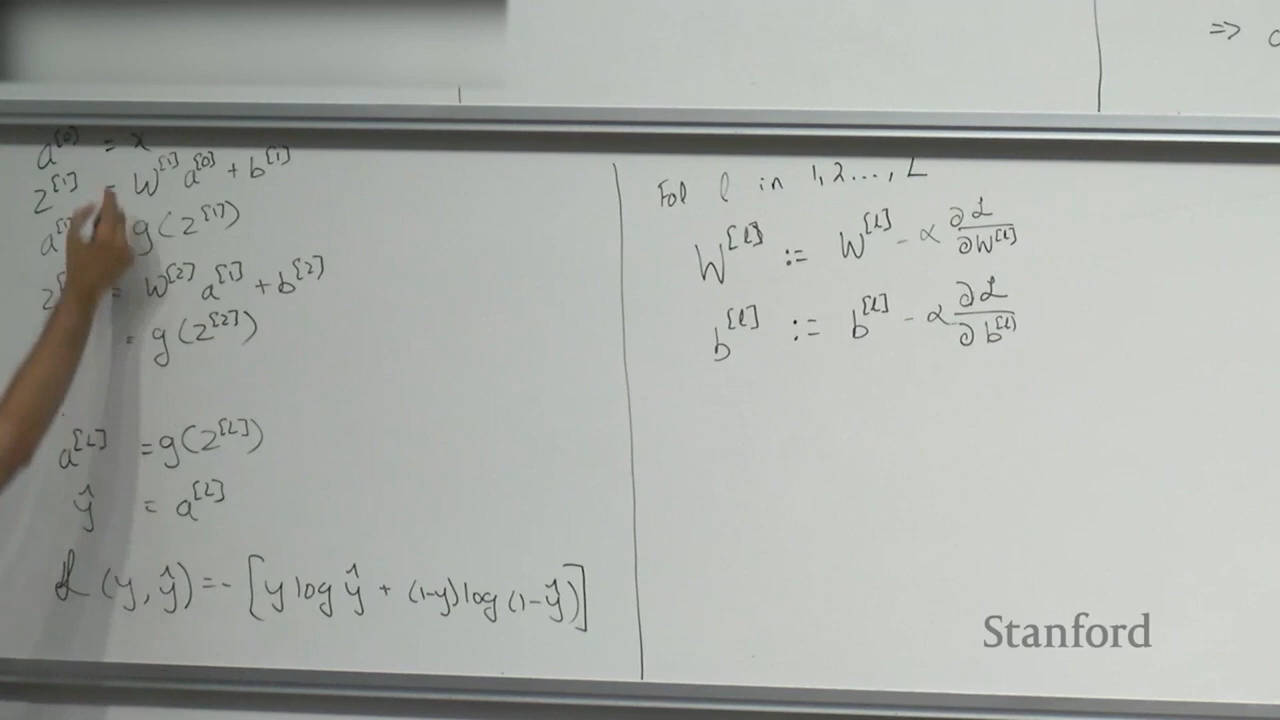 => 
a^[0] = x
z^[1] = W^[1] a^[0] + b^[1]
a^[1] g(z^[1])
z = W^[2] a^[1] + b^[2]
= g(z^[2])
a^[L] = g(z^[L])
ŷ = a^[L]
ℒ(y, ŷ) = - [y log ŷ + (1-y) log (1-ŷ)]
For l in 1,2..., L
W^[l] := W^[l] - α ∂ℒ/∂W^[l]
b^[l] := b^[l] - α ∂ℒ/∂b^[l]
Stanford